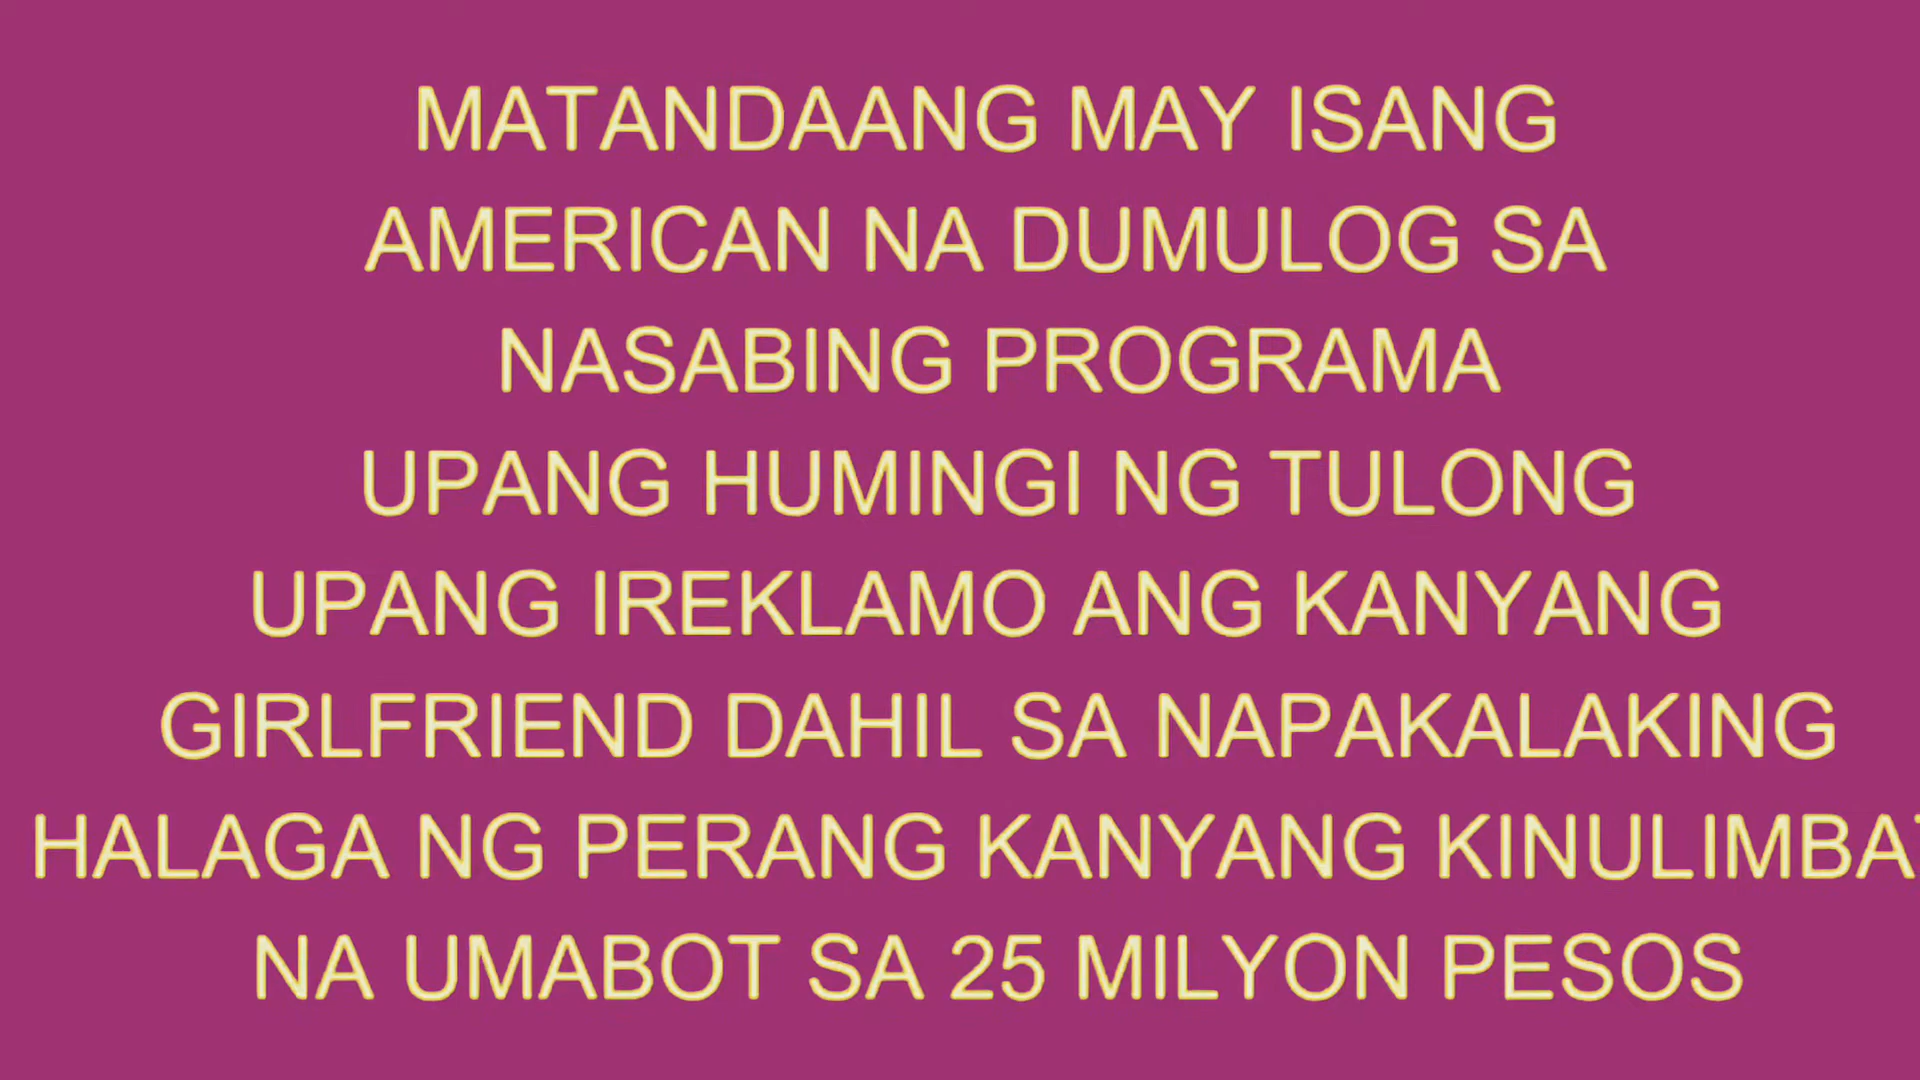 MATANDAANG MAY ISANG
AMERICAN NA DUMULOG SA
NASABING PROGRAMA
UPANG HUMINGI NG TULONG
UPANG IREKLAMO ANG KANYANG
GIRLFRIEND DAHIL SA NAPAKALAKING
HALAGA NG PERANG KANYANG KINULIMBAT
NA UMABOT SA 25 MILYON PESOS